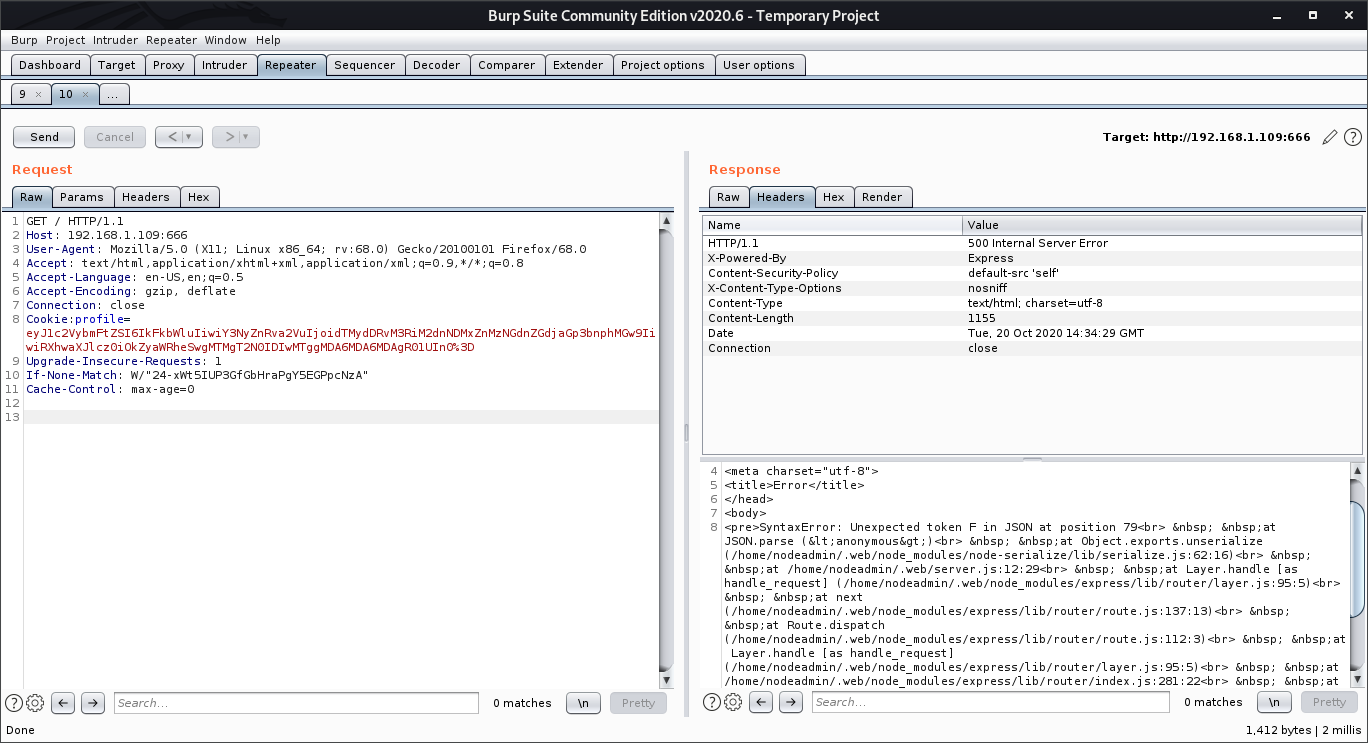 Burp Suite Community Edition v2020.6 - Temporary Project
Burp Project Intruder Repeater Window Help
Dashboard Target Proxy Intruder Repeater Sequencer Decoder Comparer Extender Project options User options
9 × 10 × ...
Send Cancel < ▼ > ▼ Target: http://192.168.1.109:666
Request
Raw Params Headers Hex
1 GET / HTTP/1.1
2 Host: 192.168.1.109:666
3 User-Agent: Mozilla/5.0 (X11; Linux x86_64; rv:68.0) Gecko/20100101 Firefox/68.0
4 Accept: text/html,application/xhtml+xml,application/xml;q=0.9,*/*;q=0.8
5 Accept-Language: en-US,en;q=0.5
6 Accept-Encoding: gzip, deflate
7 Connection: close
8 Cookie:profile=
eyJ1c2VybmFtZSI6IkFkbWluIiwiY3NyZnRva2VuIjoidTMydDRvM3RiM2dnNDMxZnMzNGdnZGdjaGp3bnphMGw9Ii
wiRXhwaXJlcz0iOkZyaWRheSwgMTMgT2N0IDIwMTggMDA6MDA6MDAgR01UIn0%3D
9 Upgrade-Insecure-Requests: 1
10 If-None-Match: W/"24-xWt5IUP3GfGbHraPgY5EGPpcNzA"
11 Cache-Control: max-age=0
12
13
Search... 0 matches \n Pretty
Response
Raw Headers Hex Render
Name Value
HTTP/1.1 500 Internal Server Error
X-Powered-By Express
Content-Security-Policy default-src 'self'
X-Content-Type-Options nosniff
Content-Type text/html; charset=utf-8
Content-Length 1155
Date Tue, 20 Oct 2020 14:34:29 GMT
Connection close
4 <meta charset="utf-8">
5 <title>Error</title>
6 </head>
7 <body>
8 <pre>SyntaxError: Unexpected token F in JSON at position 79<br> &nbsp; &nbsp;at
JSON.parse (&lt;anonymous&gt;)<br> &nbsp; &nbsp;at Object.exports.unserialize
(/home/nodeadmin/.web/node_modules/node-serialize/lib/serialize.js:62:16)<br> &nbsp;
&nbsp;at /home/nodeadmin/.web/server.js:12:29<br> &nbsp; &nbsp;at Layer.handle [as
handle_request] (/home/nodeadmin/.web/node_modules/express/lib/router/layer.js:95:5)<br>
&nbsp; &nbsp;at next
(/home/nodeadmin/.web/node_modules/express/lib/router/route.js:137:13)<br> &nbsp;
&nbsp;at Route.dispatch
(/home/nodeadmin/.web/node_modules/express/lib/router/route.js:112:3)<br> &nbsp; &nbsp;at
Layer.handle [as handle_request]
(/home/nodeadmin/.web/node_modules/express/lib/router/layer.js:95:5)<br> &nbsp; &nbsp;at
/home/nodeadmin/.web/node_modules/express/lib/router/index.js:281:22<br> &nbsp; &nbsp;at
Search... 0 matches \n Pretty
Done 1,412 bytes | 2 millis